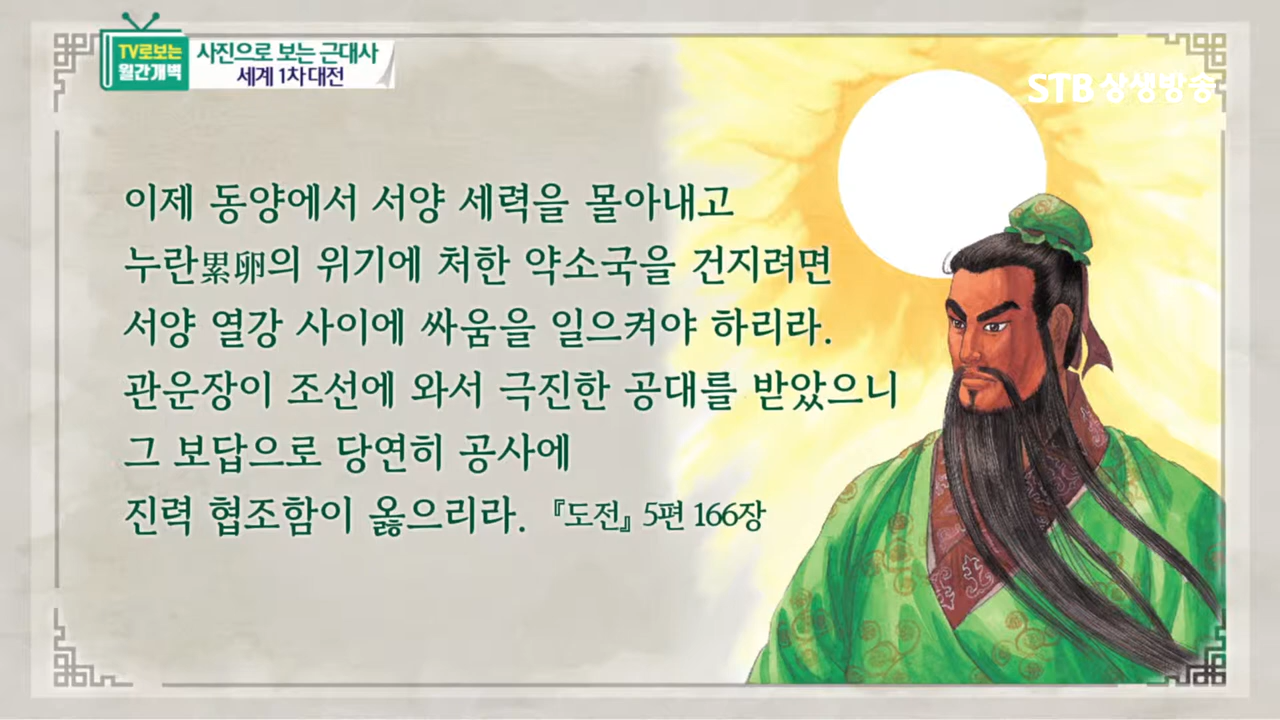 TV로보는
월간개벽
사진으로 보는 근대사
세계 1차대전
STB 상생방송
이제 동양에서 서양 세력을 몰아내고
누란累卵의 위기에 처한 약소국을 건지려면
서양 열강 사이에 싸움을 일으켜야 하리라.
관운장이 조선에 와서 극진한 공대를 받았으니
그 보답으로 당연히 공사에
진력 협조함이 옳으리라. 『도전』 5편 166장